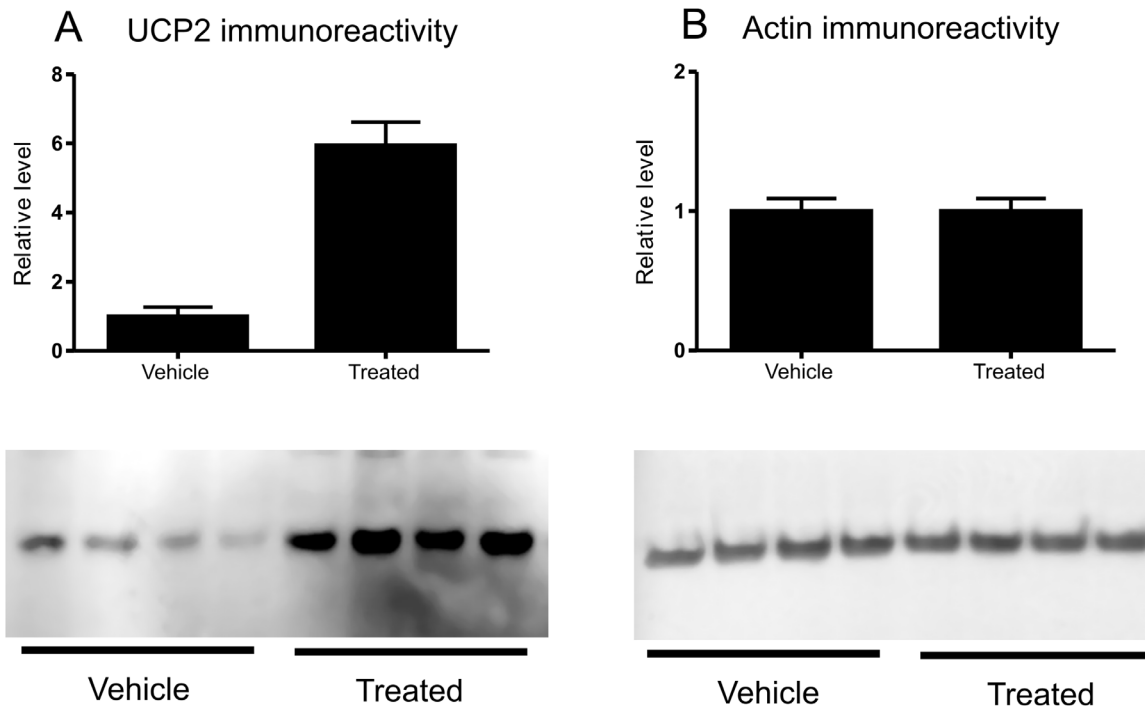 A UCP2 immunoreactivity
8
6
4
2
0
Relative level
Vehicle Treated
B Actin immunoreactivity
2
1
0
Relative level
Vehicle Treated
Vehicle Treated
Vehicle Treated